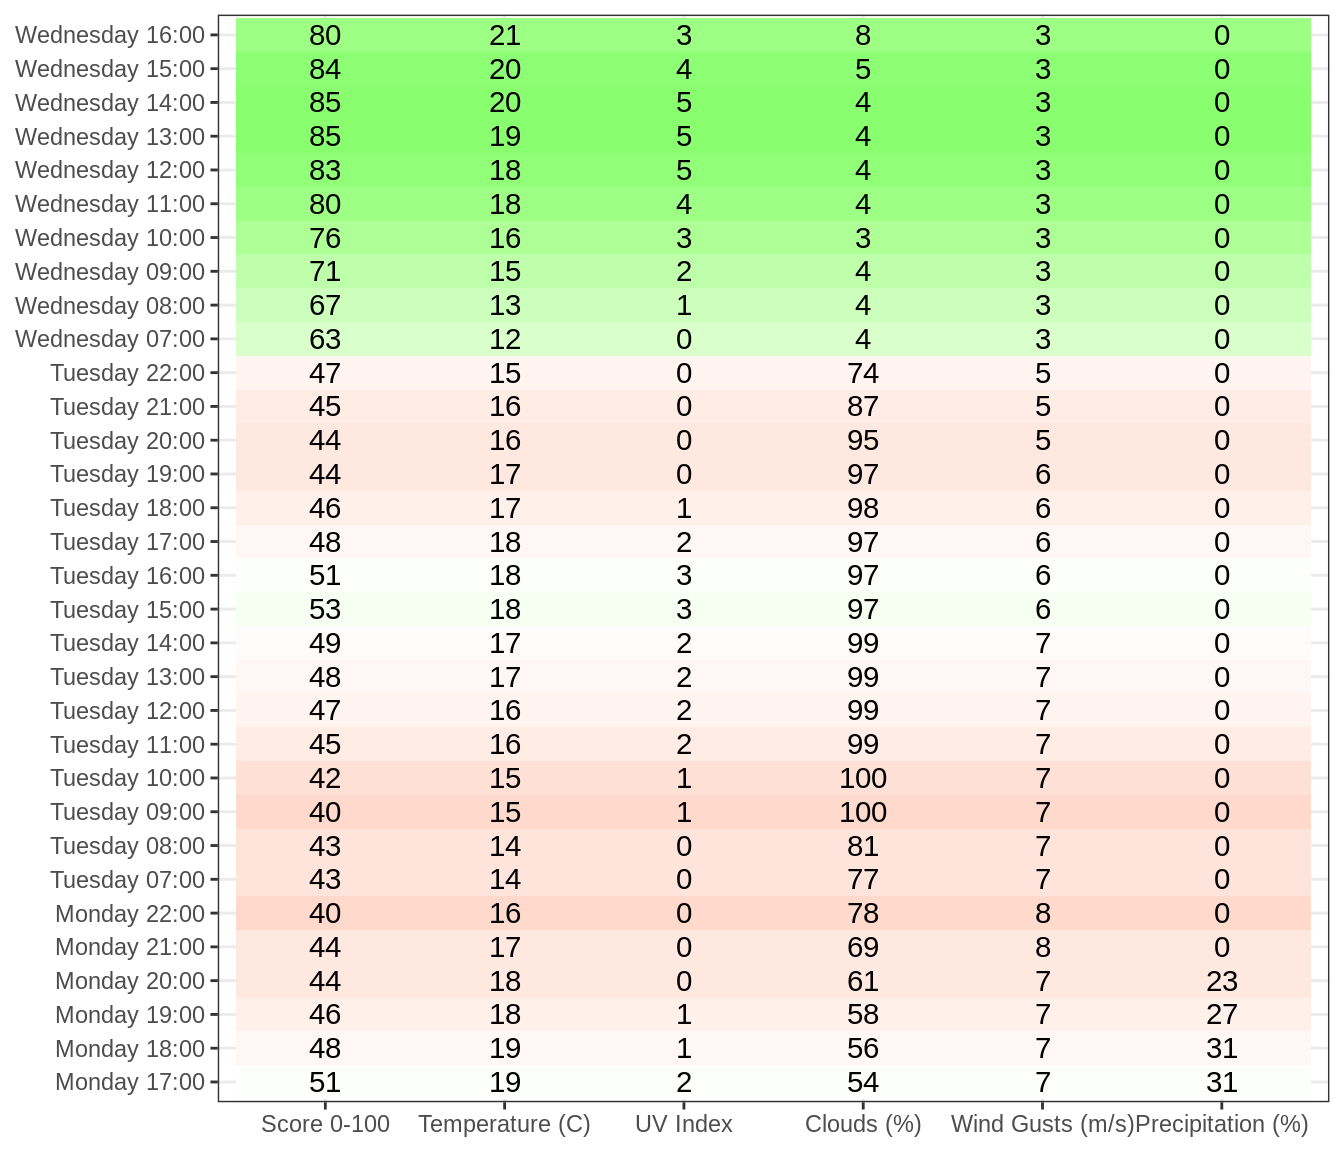 Wednesday 16:00 80 21 3 8 3 0
Wednesday 15:00 84 20 4 5 3 0
Wednesday 14:00 85 20 5 4 3 0
Wednesday 13:00 85 19 5 4 3 0
Wednesday 12:00 83 18 5 4 3 0
Wednesday 11:00 80 18 4 4 3 0
Wednesday 10:00 76 16 3 3 3 0
Wednesday 09:00 71 15 2 4 3 0
Wednesday 08:00 67 13 1 4 3 0
Wednesday 07:00 63 12 0 4 3 0
Tuesday 22:00 47 15 0 74 5 0
Tuesday 21:00 45 16 0 87 5 0
Tuesday 20:00 44 16 0 95 5 0
Tuesday 19:00 44 17 0 97 6 0
Tuesday 18:00 46 17 1 98 6 0
Tuesday 17:00 48 18 2 97 6 0
Tuesday 16:00 51 18 3 97 6 0
Tuesday 15:00 53 18 3 97 6 0
Tuesday 14:00 49 17 2 99 7 0
Tuesday 13:00 48 17 2 99 7 0
Tuesday 12:00 47 16 2 99 7 0
Tuesday 11:00 45 16 2 99 7 0
Tuesday 10:00 42 15 1 100 7 0
Tuesday 09:00 40 15 1 100 7 0
Tuesday 08:00 43 14 0 81 7 0
Tuesday 07:00 43 14 0 77 7 0
Monday 22:00 40 16 0 78 8 0
Monday 21:00 44 17 0 69 8 0
Monday 20:00 44 18 0 61 7 23
Monday 19:00 46 18 1 58 7 27
Monday 18:00 48 19 1 56 7 31
Monday 17:00 51 19 2 54 7 31
Score 0-100 Temperature (C) UV Index Clouds (%) Wind Gusts (m/s) Precipitation (%)